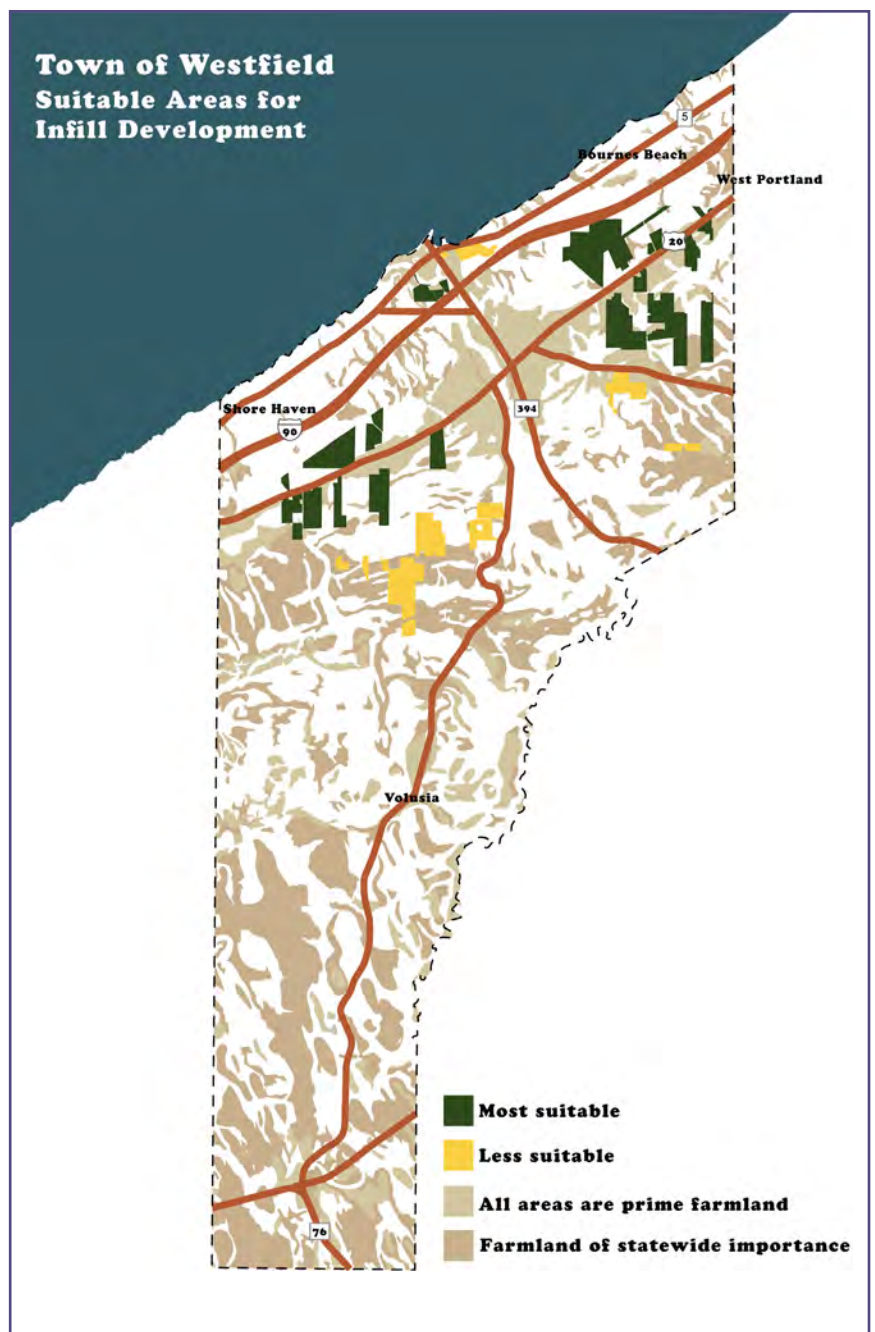 Town of Westfield
Suitable Areas for
Infill Development
5
Bournes Beach
West Portland
20
394
Shore Haven
90
Volusia
76
Most suitable
Less suitable
All areas are prime farmland
Farmland of statewide importance